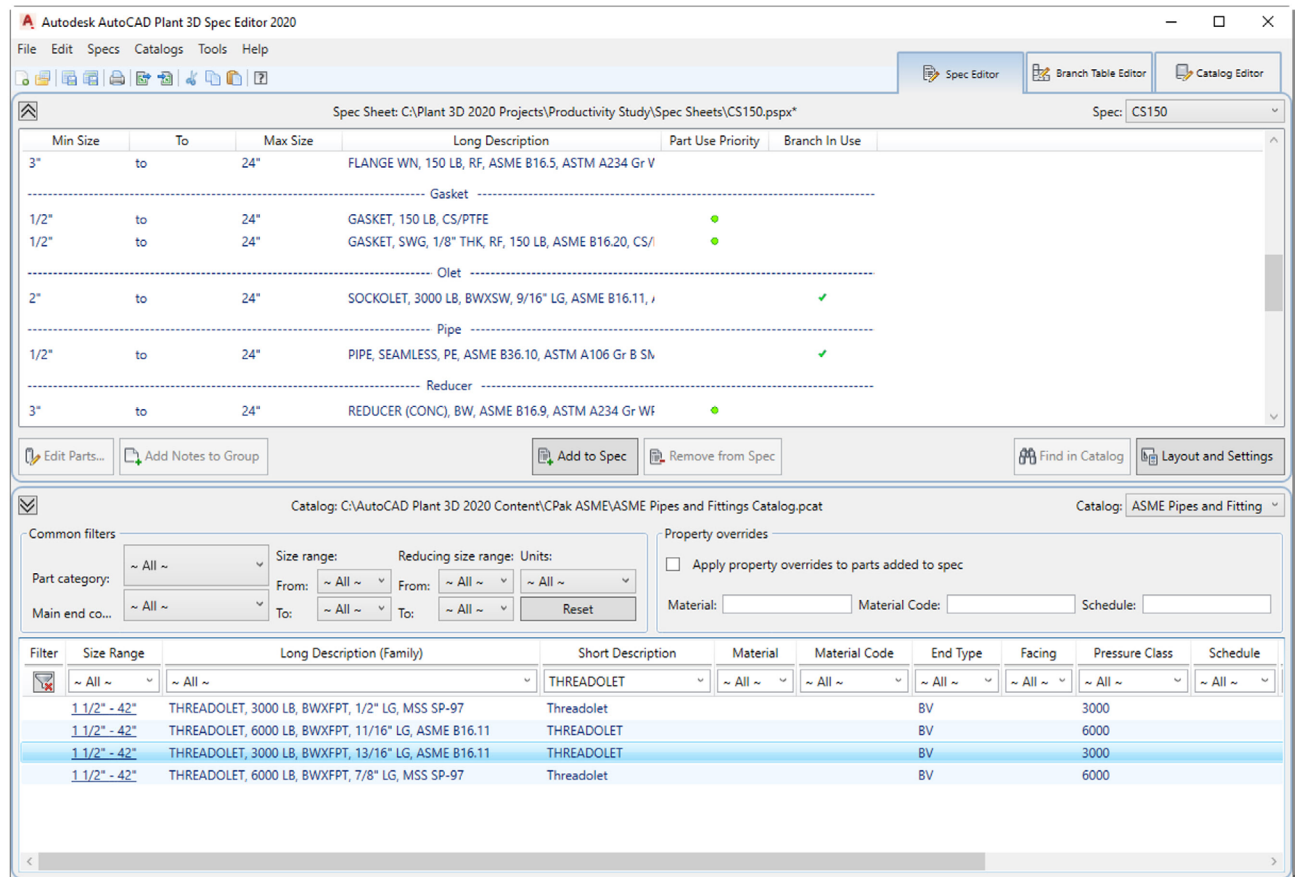 Autodesk AutoCAD Plant 3D Spec Editor 2020
File Edit Specs Catalogs Tools Help
Spec Editor Branch Table Editor Catalog Editor
Spec Sheet: C:\Plant 3D 2020 Projects\Productivity Study\Spec Sheets\CS150.pspx* Spec: CS150
Min Size To Max Size Long Description Part Use Priority Branch In Use
3" to 24" FLANGE WN, 150 LB, RF, ASME B16.5, ASTM A234 Gr
Gasket
1/2" to 24" GASKET, 150 LB, CS/PTFE
1/2" to 24" GASKET, SWG, 1/8" THK, RF, 150 LB, ASME B16.20, CS/
Olet
2" to 24" SOCKOLET, 3000 LB, BWXSW, 9/16" LG, ASME B16.11,
Pipe
1/2" to 24" PIPE, SEAMLESS, PE, ASME B36.10, ASTM A106 Gr B
Reducer
3" to 24" REDUCER (CONC), BW, ASME B16.9, ASTM A234 Gr
Edit Parts... Add Notes to Group Add to Spec Remove from Spec Find in Catalog Layout and Settings
Catalog: C:\AutoCAD Plant 3D 2020 Content\CPak ASME\ASME Pipes and Fittings Catalog.pcat Catalog: ASME Pipes and Fitting
Common filters Property overrides
Part category: ~ All ~ Size range: Reducing size range: Units:
From: ~ All ~ From: ~ All ~ ~ All ~ Apply property overrides to parts added to spec
Main end co... ~ All ~ To: ~ All ~ To: ~ All ~ Reset Material: Material Code: Schedule:
Filter Size Range Long Description (Family) Short Description Material Material Code End Type Facing Pressure Class Schedule
~ All ~ ~ All ~ THREADOLET ~ All ~ ~ All ~ ~ All ~ ~ All ~ ~ All ~ ~ All ~
1 1/2" - 42" THREADOLET, 3000 LB, BWXFPT, 1/2" LG, MSS SP-97 Threadolet BV 3000
1 1/2" - 42" THREADOLET, 6000 LB, BWXFPT, 11/16" LG, ASME B16.11 THREADOLET BV 6000
1 1/2" - 42" THREADOLET, 3000 LB, BWXFPT, 13/16" LG, ASME B16.11 THREADOLET BV 3000
1 1/2" - 42" THREADOLET, 6000 LB, BWXFPT, 7/8" LG, MSS SP-97 Threadolet BV 6000